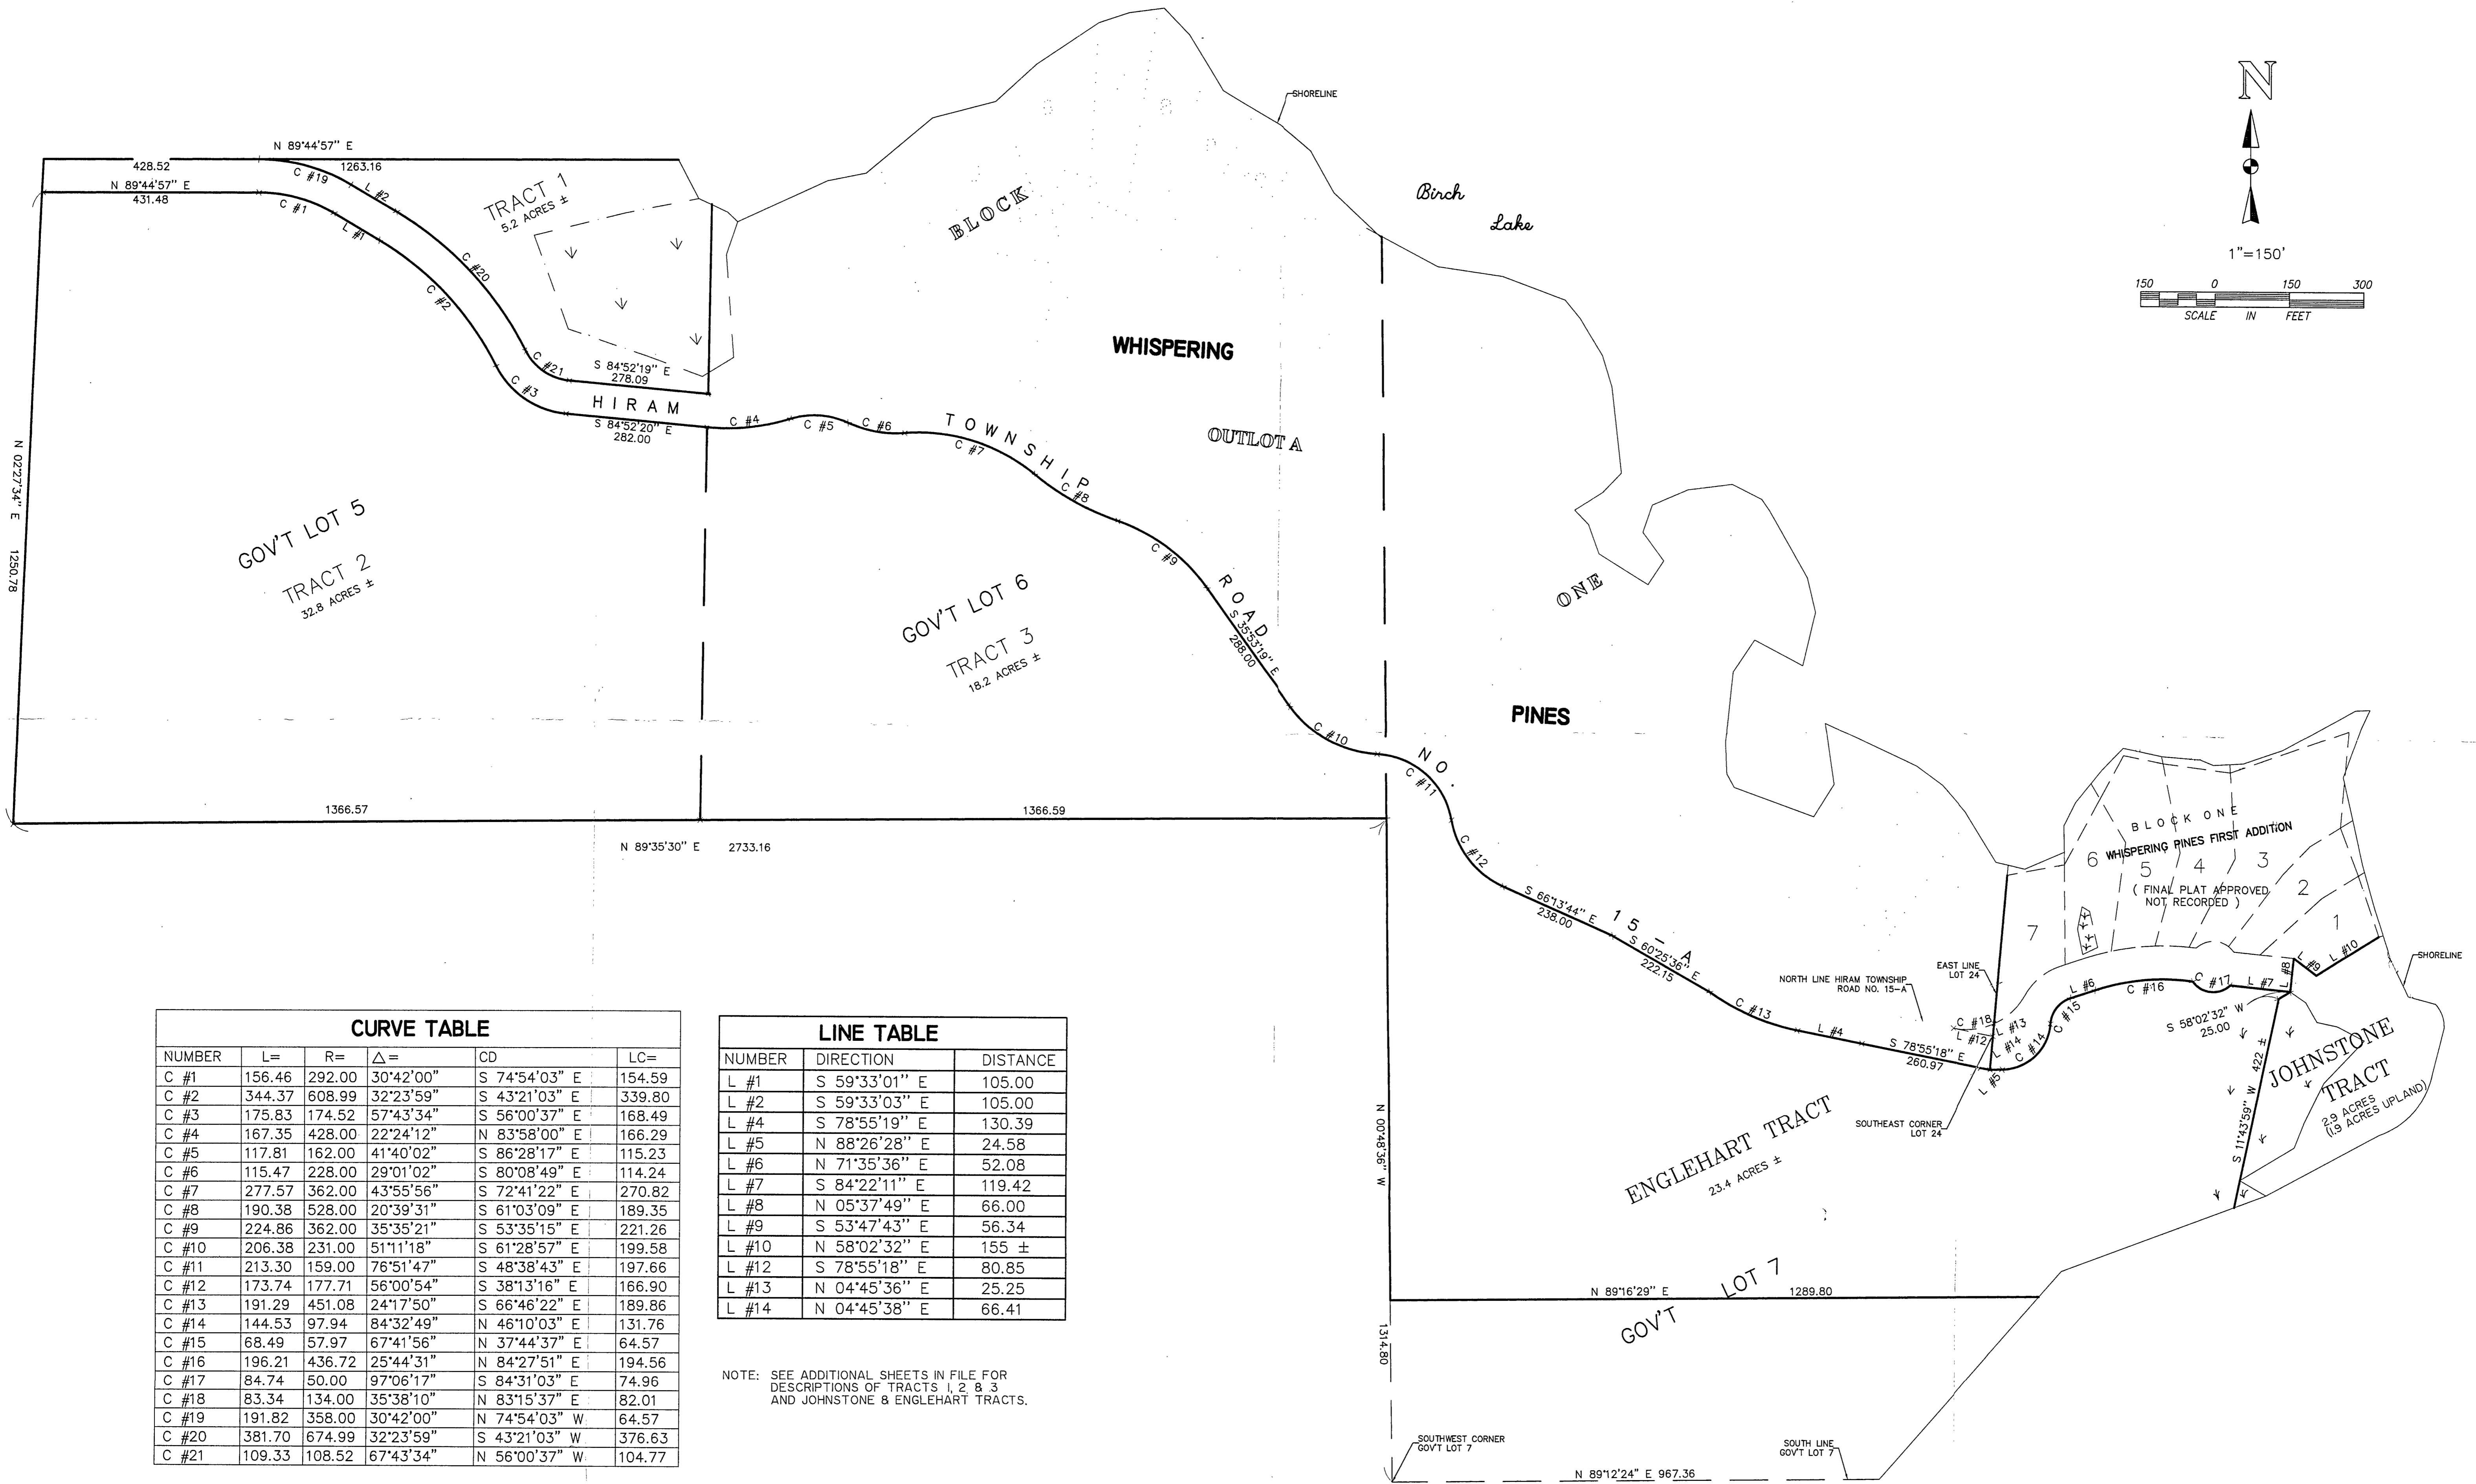 N
1"=150'
150 0 150 300
SCALE IN FEET
SHORELINE
Birch
Lake
N 89°44'57" E
428.52
1263.16
N 89°44'57" E
431.48
C #19
L #2
C #1
L #1
TRACT 1
5.2 ACRES ±
C #20
C #2
C #21
C #3
S 84°52'19" E
278.09
HIRAM
S 84°52'20" E
282.00
BLOCK
WHISPERING
OUTLOT A
C #4
C #5
C #6
TOWNSHIP
C #7
C #8
C #9
ROAD
S 35°53'19" E
288.00
ONE
PINES
N 02°27'34" E 1250.78
GOV'T LOT 5
TRACT 2
32.8 ACRES ±
GOV'T LOT 6
TRACT 3
18.2 ACRES ±
C #10
NO.
C #11
C #12
1366.57
1366.59
N 89°35'30" E 2733.16
S 66°13'44" E
238.00
15-A
S 60°25'36" E
222.15
C #13
L #4
S 78°55'18" E
260.97
NORTH LINE HIRAM TOWNSHIP
ROAD NO. 15-A
EAST LINE
LOT 24
C #18
L #13
L #12
L #14
L #5
C #14
C #15
L #6
C #16
C #17
L #7
L #8
L #9
L #10
BLOCK ONE
WHISPERING PINES FIRST ADDITION
6
5
4
3
( FINAL PLAT APPROVED
NOT RECORDED )
2
1
7
SHORELINE
S 58°02'32" W
25.00
S 11°43'59" W 422 ±
JOHNSTONE
TRACT
2.9 ACRES
(1.9 ACRES UPLAND)
SOUTHEAST CORNER
LOT 24
ENGLEHART TRACT
23.4 ACRES ±
N 00°48'36" W
1314.80
N 89°16'29" E
1289.80
GOV'T LOT 7
SOUTHWEST CORNER
GOV'T LOT 7
SOUTH LINE
GOV'T LOT 7
N 89°12'24" E 967.36
CURVE TABLE
NUMBER L= R= △= CD LC=
C #1 156.46 292.00 30°42'00" S 74°54'03" E 154.59
C #2 344.37 608.99 32°23'59" S 43°21'03" E 339.80
C #3 175.83 174.52 57°43'34" S 56°00'37" E 168.49
C #4 167.35 428.00 22°24'12" N 83°58'00" E 166.29
C #5 117.81 162.00 41°40'02" S 86°28'17" E 115.23
C #6 115.47 228.00 29°01'02" S 80°08'49" E 114.24
C #7 277.57 362.00 43°55'56" S 72°41'22" E 270.82
C #8 190.38 528.00 20°39'31" S 61°03'09" E 189.35
C #9 224.86 362.00 35°35'21" S 53°35'15" E 221.26
C #10 206.38 231.00 51°11'18" S 61°28'57" E 199.58
C #11 213.30 159.00 76°51'47" S 48°38'43" E 197.66
C #12 173.74 177.71 56°00'54" S 38°13'16" E 166.90
C #13 191.29 451.08 24°17'50" S 66°46'22" E 189.86
C #14 144.53 97.94 84°32'49" N 46°10'03" E 131.76
C #15 68.49 57.97 67°41'56" N 37°44'37" E 64.57
C #16 196.21 436.72 25°44'31" N 84°27'51" E 194.56
C #17 84.74 50.00 97°06'17" S 84°31'03" E 74.96
C #18 83.34 134.00 35°38'10" N 83°15'37" E 82.01
C #19 191.82 358.00 30°42'00" N 74°54'03" W 64.57
C #20 381.70 674.99 32°23'59" S 43°21'03" W 376.63
C #21 109.33 108.52 67°43'34" N 56°00'37" W 104.77
LINE TABLE
NUMBER DIRECTION DISTANCE
L #1 S 59°33'01" E 105.00
L #2 S 59°33'03" E 105.00
L #4 S 78°55'19" E 130.39
L #5 N 88°26'28" E 24.58
L #6 N 71°35'36" E 52.08
L #7 S 84°22'11" E 119.42
L #8 N 05°37'49" E 66.00
L #9 S 53°47'43" E 56.34
L #10 N 58°02'32" E 155 ±
L #12 S 78°55'18" E 80.85
L #13 N 04°45'36" E 25.25
L #14 N 04°45'38" E 66.41
NOTE: SEE ADDITIONAL SHEETS IN FILE FOR
DESCRIPTIONS OF TRACTS 1, 2 & 3
AND JOHNSTONE & ENGLEHART TRACTS.